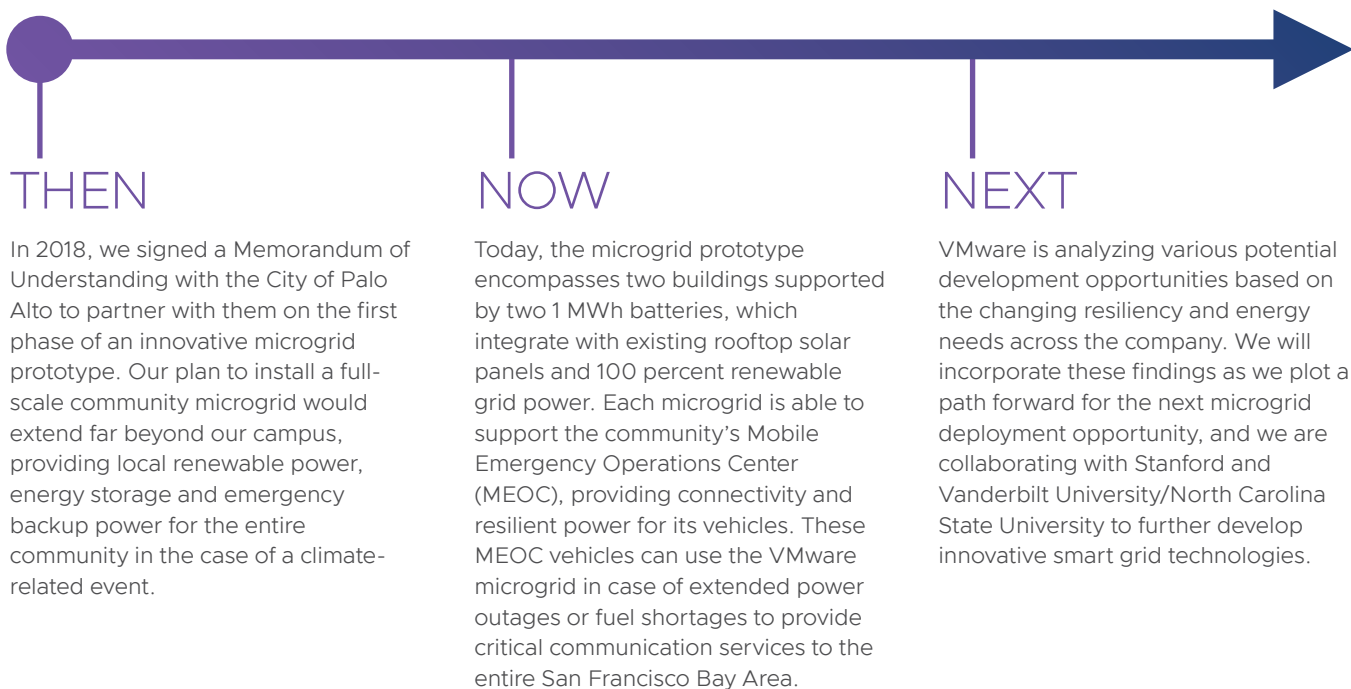 THEN
In 2018, we signed a Memorandum of
Understanding with the City of Palo
Alto to partner with them on the first
phase of an innovative microgrid
prototype. Our plan to install a full-
scale community microgrid would
extend far beyond our campus,
providing local renewable power,
energy storage and emergency
backup power for the entire
community in the case of a climate-
related event.
NOW
Today, the microgrid prototype
encompasses two buildings supported
by two 1 MWh batteries, which
integrate with existing rooftop solar
panels and 100 percent renewable
grid power. Each microgrid is able to
support the community’s Mobile
Emergency Operations Center
(MEOC), providing connectivity and
resilient power for its vehicles. These
MEOC vehicles can use the VMware
microgrid in case of extended power
outages or fuel shortages to provide
critical communication services to the
entire San Francisco Bay Area.
NEXT
VMware is analyzing various potential
development opportunities based on
the changing resiliency and energy
needs across the company. We will
incorporate these findings as we plot a
path forward for the next microgrid
deployment opportunity, and we are
collaborating with Stanford and
Vanderbilt University/North Carolina
State University to further develop
innovative smart grid technologies.